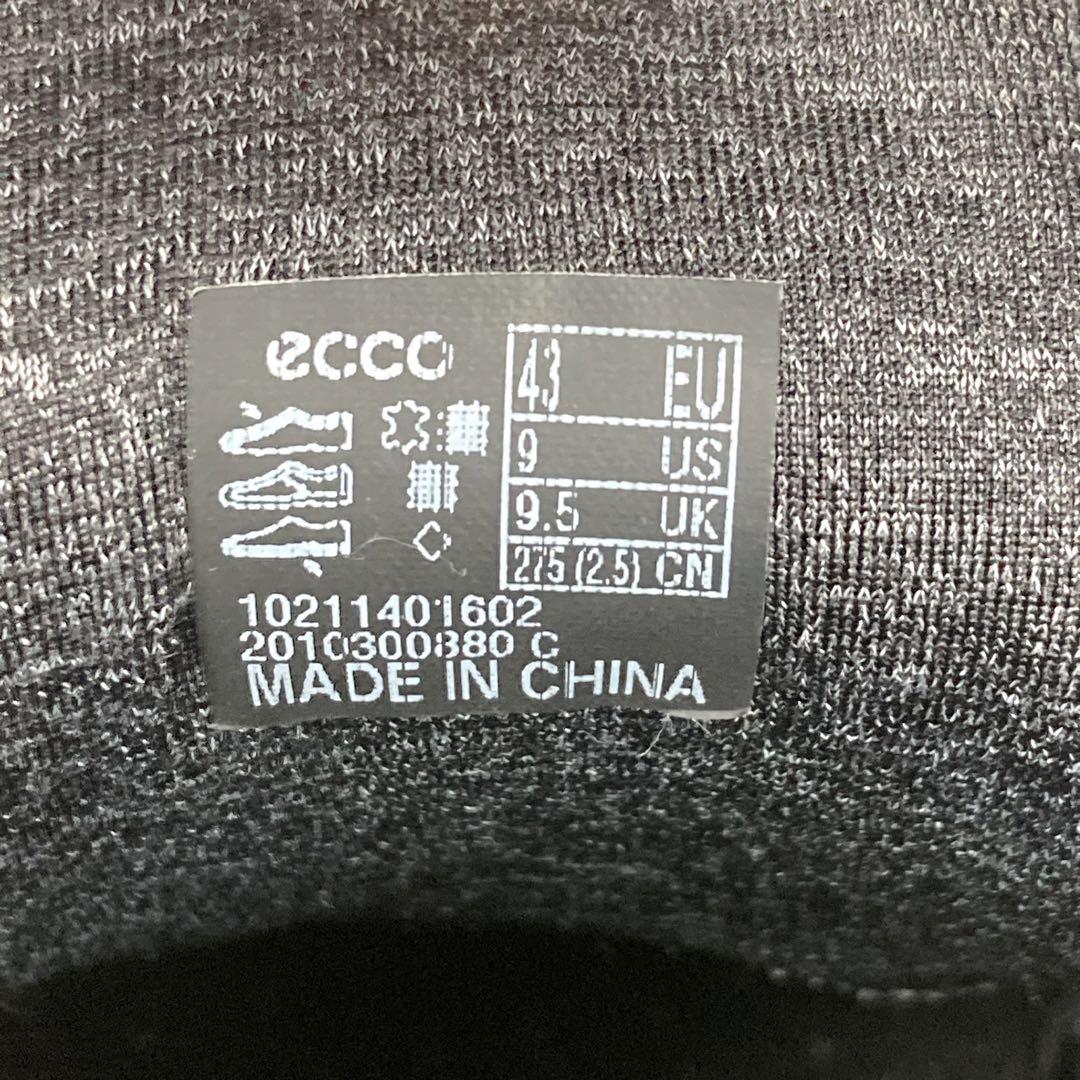 ecco
43 EU
9 US
9.5 UK
275 (2.5) CN
10211401602
2010300880 C
MADE IN CHINA